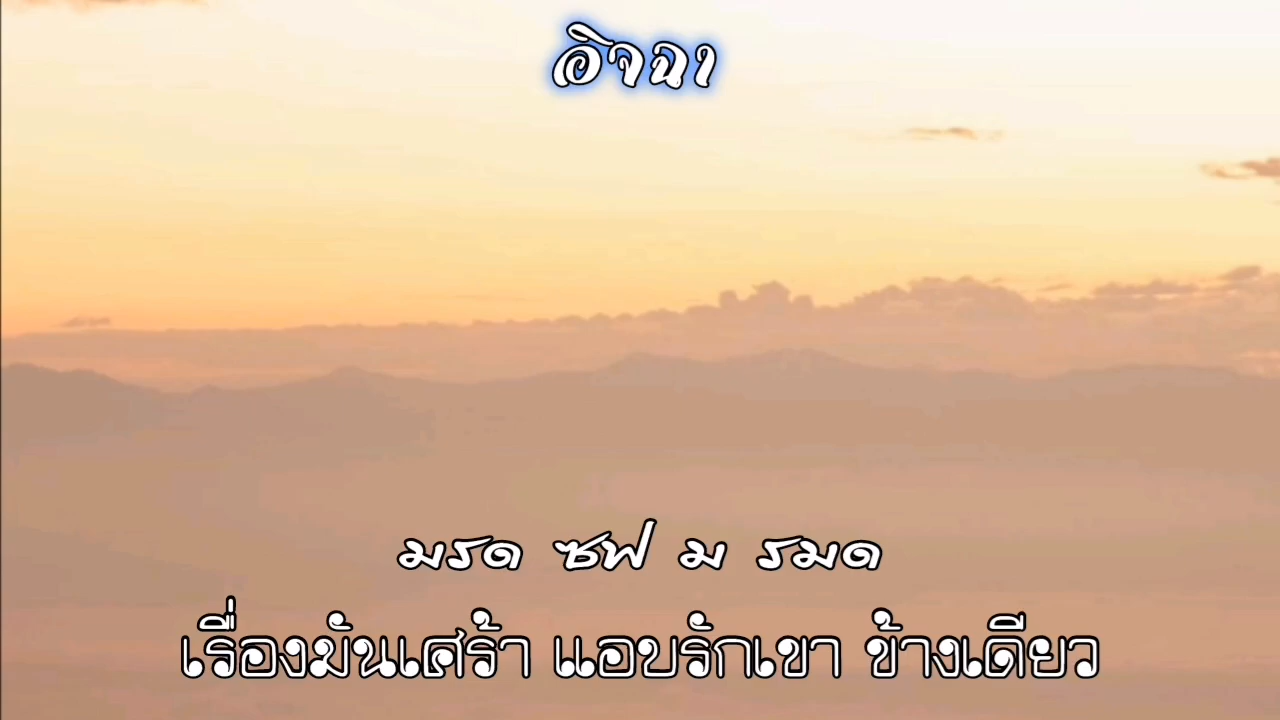 อิจฉา
มรด ซฟ ม รมด
เรื่องมันเศร้า แอบรักเขา ข้างเดียว